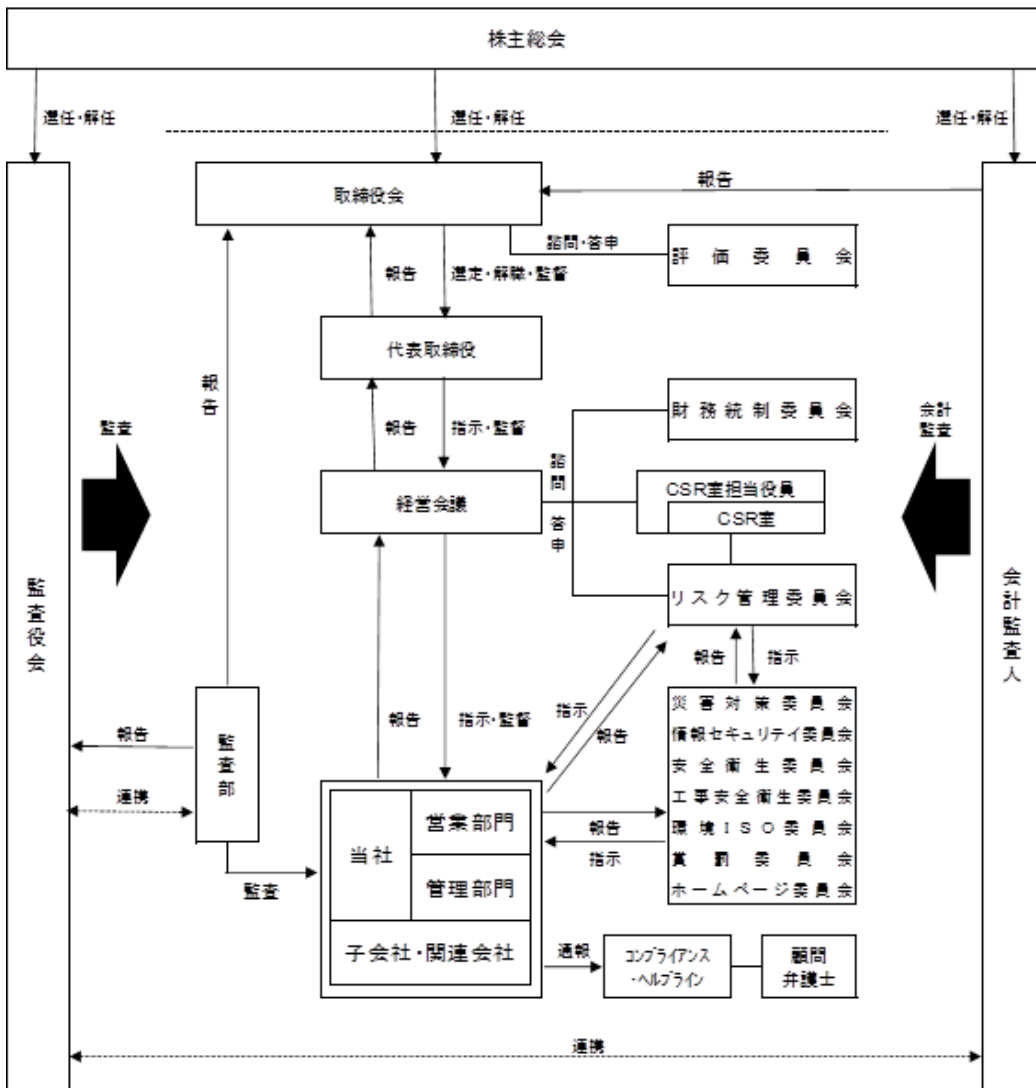 株主総会
選任・解任
選任・解任
選任・解任
取締役会
報告
諮問・答申
評価委員会
報告
選定・解職・監督
代表取締役
報告
財務統制委員会
監査
報告
指示・監督
会計
監査
諮問
答申
経営会議
CSR室担当役員
CSR室
リスク管理委員会
監査役会
会計監査人
報告
指示
報告
指示・監督
指示
報告
災害対策委員会
情報セキュリティ委員会
安全衛生委員会
工事安全衛生委員会
環境ISO委員会
賞罰委員会
ホームページ委員会
報告
監査部
連携
監査
当社
営業部門
管理部門
子会社・関連会社
報告
指示
通報
コンプライアンス
・ヘルプライン
顧問
弁護士
連携